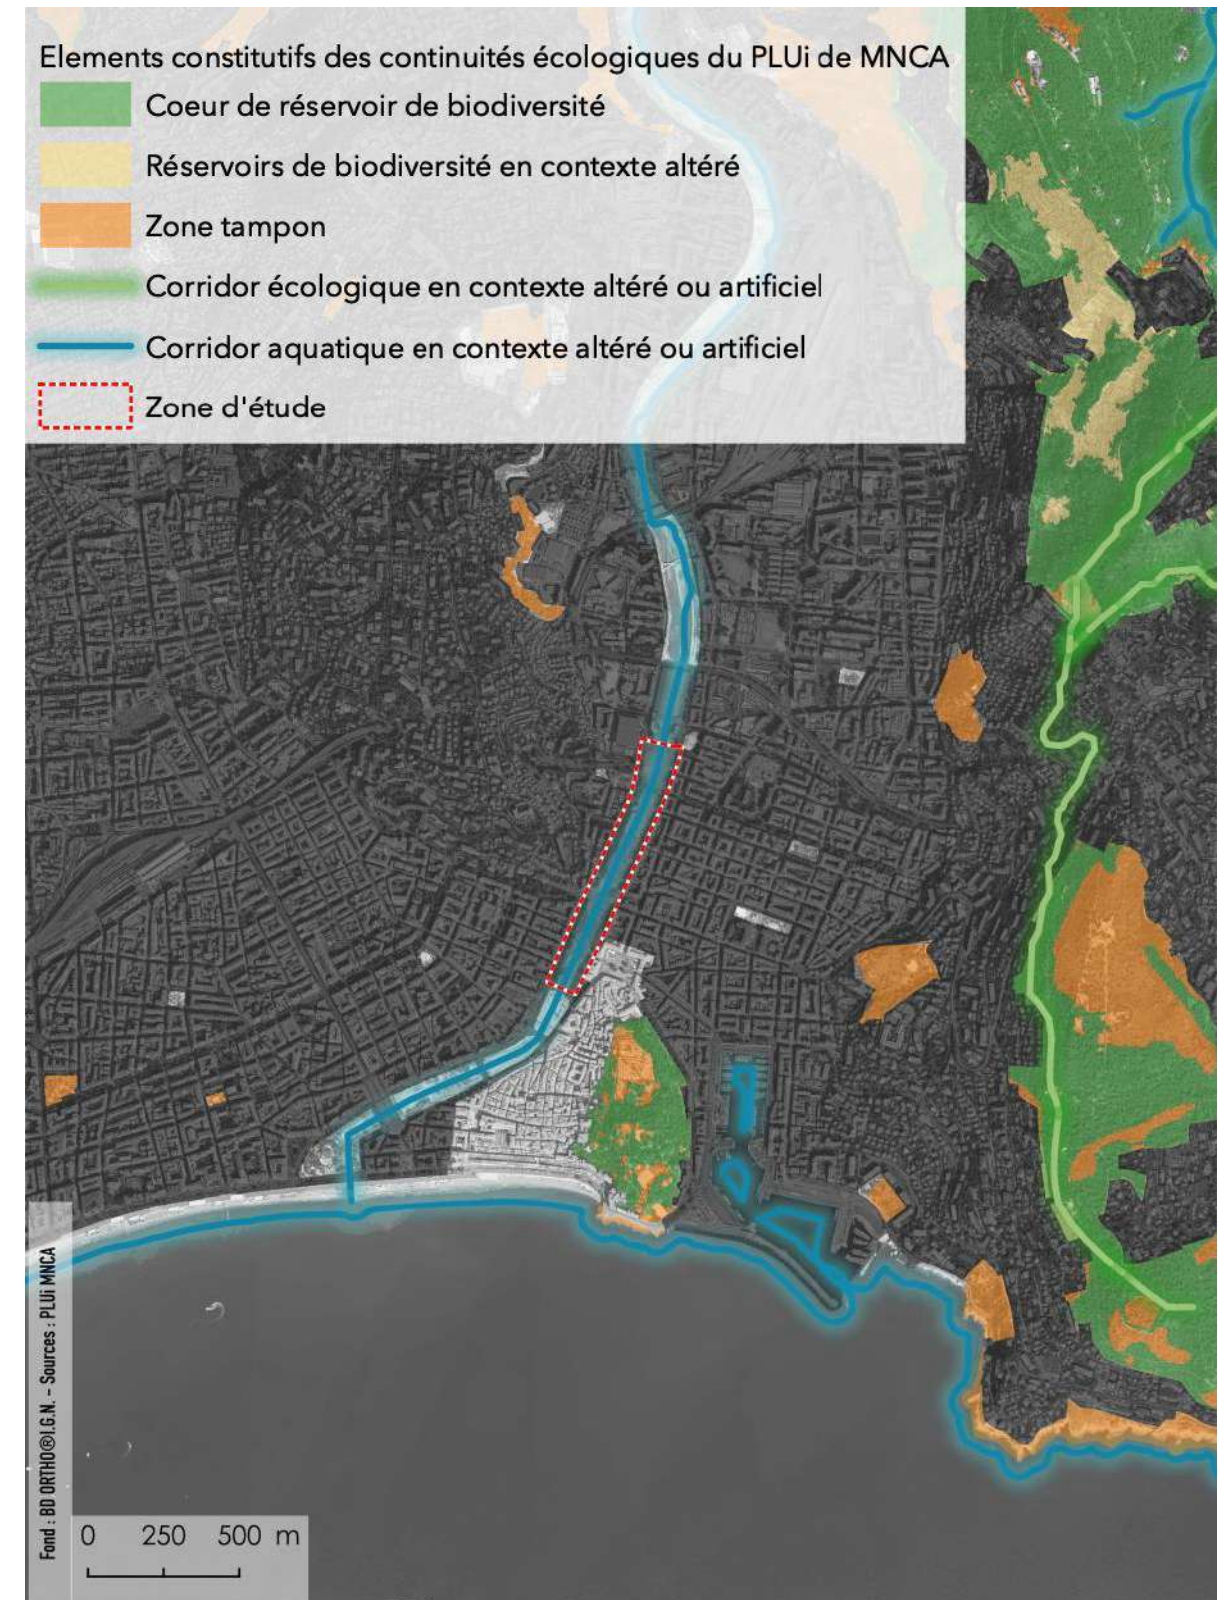 Elements constitutifs des continuités écologiques du PLUi de MNCA
Coeur de réservoir de biodiversité
Réservoirs de biodiversité en contexte altéré
Zone tampon
Corridor écologique en contexte altéré ou artificiel
Corridor aquatique en contexte altéré ou artificiel
Zone d'étude
Fond : BD ORTHO®I.G.N. - Sources : PLUi MNCA
0 250 500 m